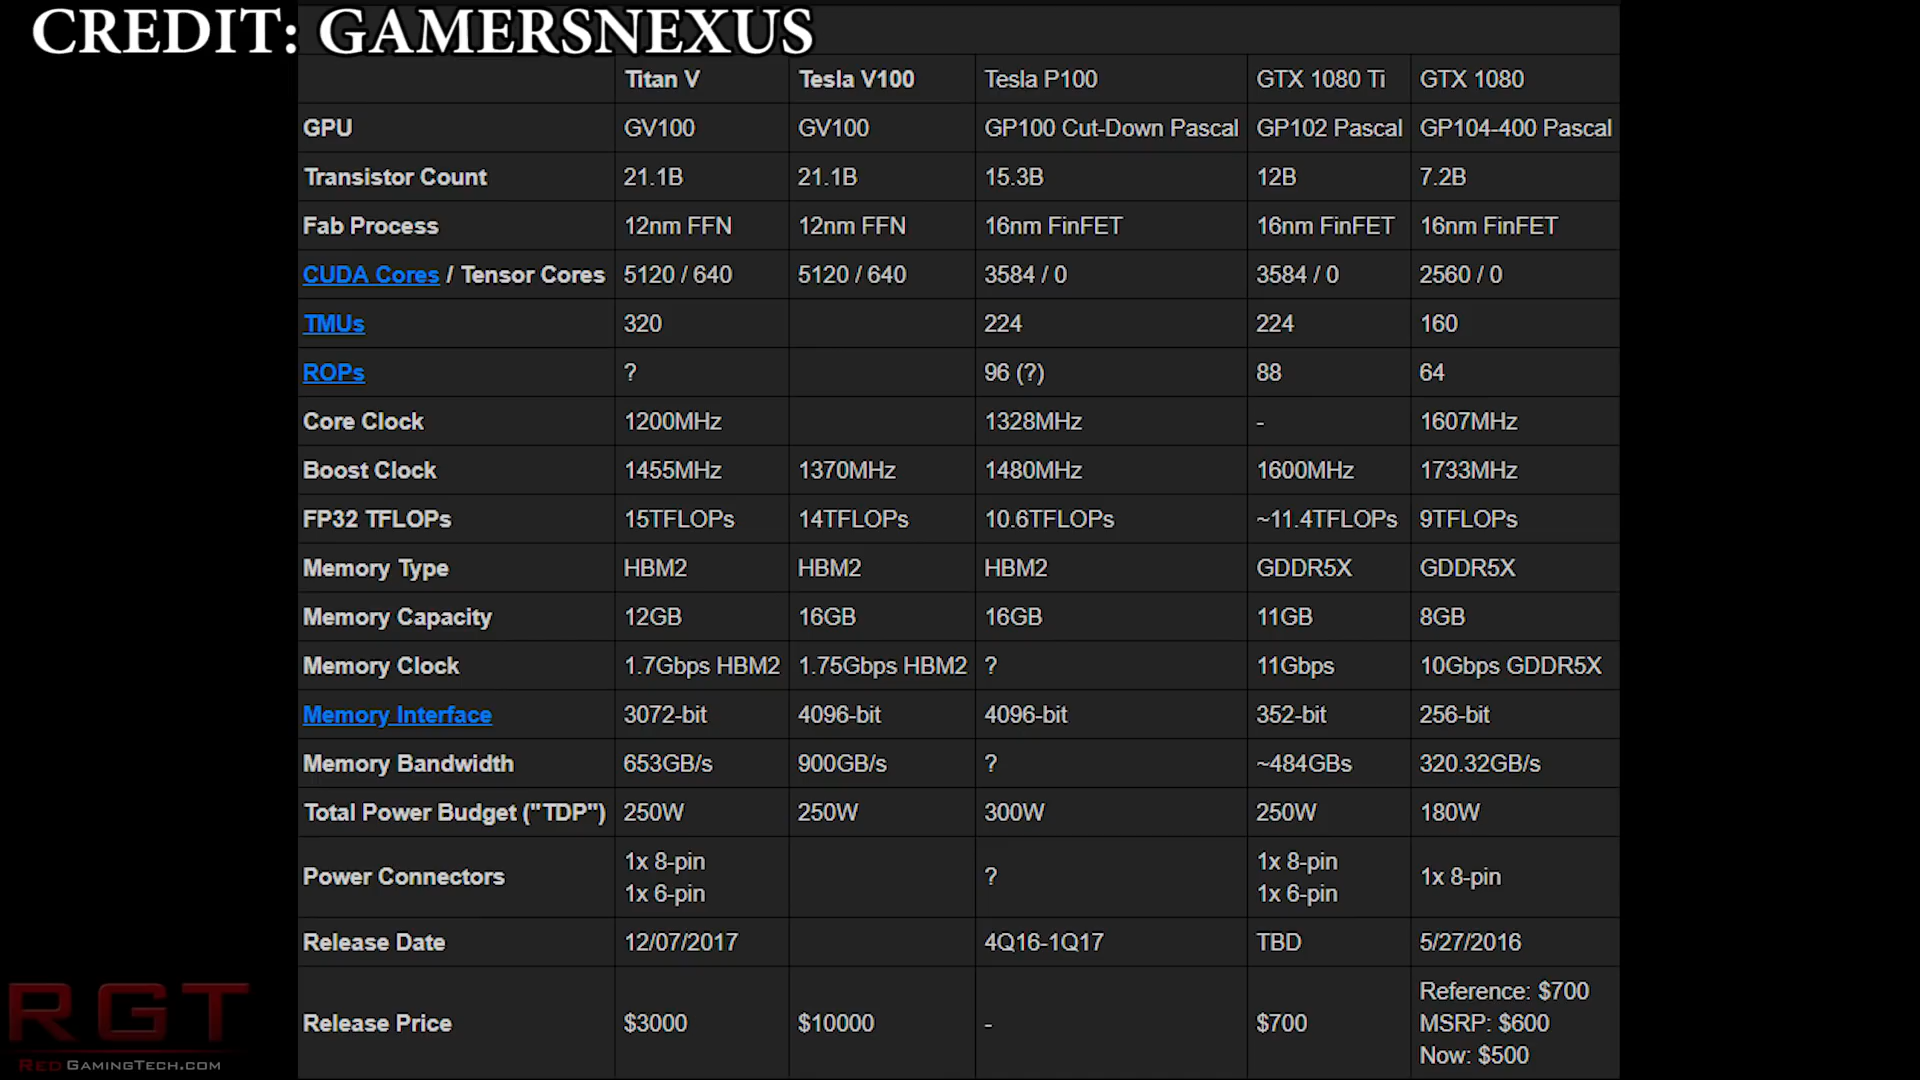 CREDIT: GAMERSNEXUS
Titan V Tesla V100 Tesla P100 GTX 1080 Ti GTX 1080
GPU GV100 GV100 GP100 Cut-Down Pascal GP102 Pascal GP104-400 Pascal
Transistor Count 21.1B 21.1B 15.3B 12B 7.2B
Fab Process 12nm FFN 12nm FFN 16nm FinFET 16nm FinFET 16nm FinFET
CUDA Cores / Tensor Cores 5120 / 640 5120 / 640 3584 / 0 3584 / 0 2560 / 0
TMUs 320 224 224 160
ROPs ? 96 (?) 88 64
Core Clock 1200MHz 1328MHz - 1607MHz
Boost Clock 1455MHz 1370MHz 1480MHz 1600MHz 1733MHz
FP32 TFLOPs 15TFLOPs 14TFLOPs 10.6TFLOPs ~11.4TFLOPs 9TFLOPs
Memory Type HBM2 HBM2 HBM2 GDDR5X GDDR5X
Memory Capacity 12GB 16GB 16GB 11GB 8GB
Memory Clock 1.7Gbps HBM2 1.75Gbps HBM2 ? 11Gbps 10Gbps GDDR5X
Memory Interface 3072-bit 4096-bit 4096-bit 352-bit 256-bit
Memory Bandwidth 653GB/s 900GB/s ? ~484GBs 320.32GB/s
Total Power Budget ("TDP") 250W 250W 300W 250W 180W
Power Connectors 1x 8-pin 1x 6-pin ? 1x 8-pin 1x 6-pin 1x 8-pin
Release Date 12/07/2017 4Q16-1Q17 TBD 5/27/2016
Release Price $3000 $10000 - $700 Reference: $700
MSRP: $600
Now: $500
RGT
REDGAMINGTECH.COM